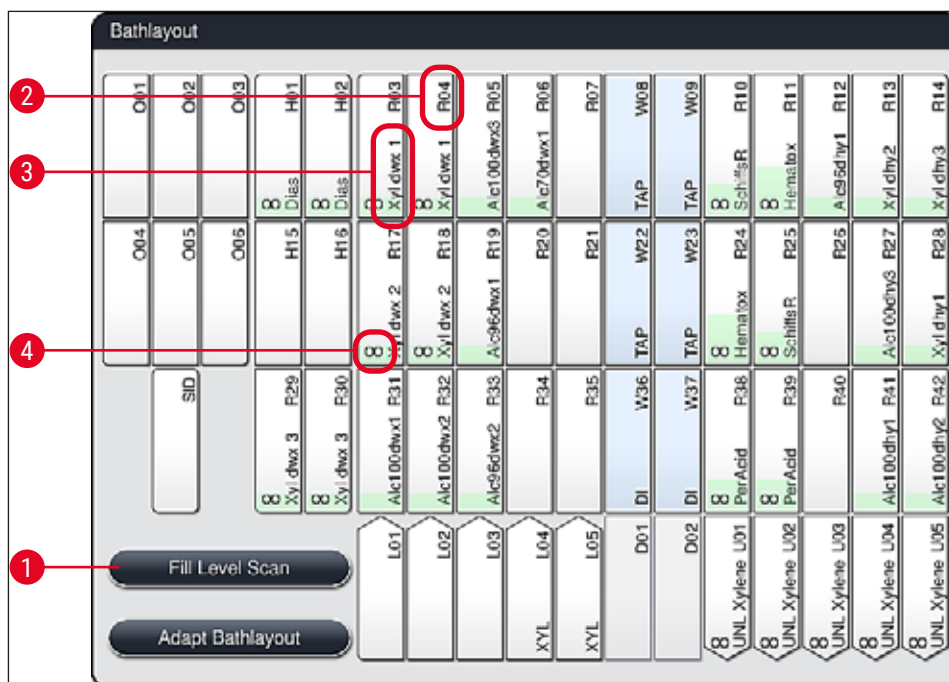 Bathlayout
2
3
4
1
O01
O02
O03
Dias H01
Dias H02
Xyl dwx 1 R03
Xyl dwx 1 R04
Alc100dwx3 R05
Alc70dwx1 R06
R07
TAP W08
TAP W09
SchiffsR R10
Hematox R11
Alc96dhy1 R12
Xyl dhy2 R13
Xyl dhy3 R14
O04
O05
O06
H15
H16
Xyl dwx 2 R17
Xyl dwx 2 R18
Alc96dwx1 R19
R20
R21
TAP W22
TAP W23
Hematox R24
SchiffsR R25
R26
Alc100dhy3 R27
Xyl dhy1 R28
SID
Xyl dwx 3 R29
Xyl dwx 3 R30
Alc100dwx1 R31
Alc100dwx2 R32
Alc96dwx2 R33
R34
R35
DI W36
DI W37
PerAcid R38
PerAcid R39
R40
Alc100dhy1 R41
Alc100dhy2 R42
Fill Level Scan
Adapt Bathlayout
L01
L02
L03
XYL L04
XYL L05
D01
D02
UNL Xylene U01
UNL Xylene U02
UNL Xylene U03
UNL Xylene U04
UNL Xylene U05